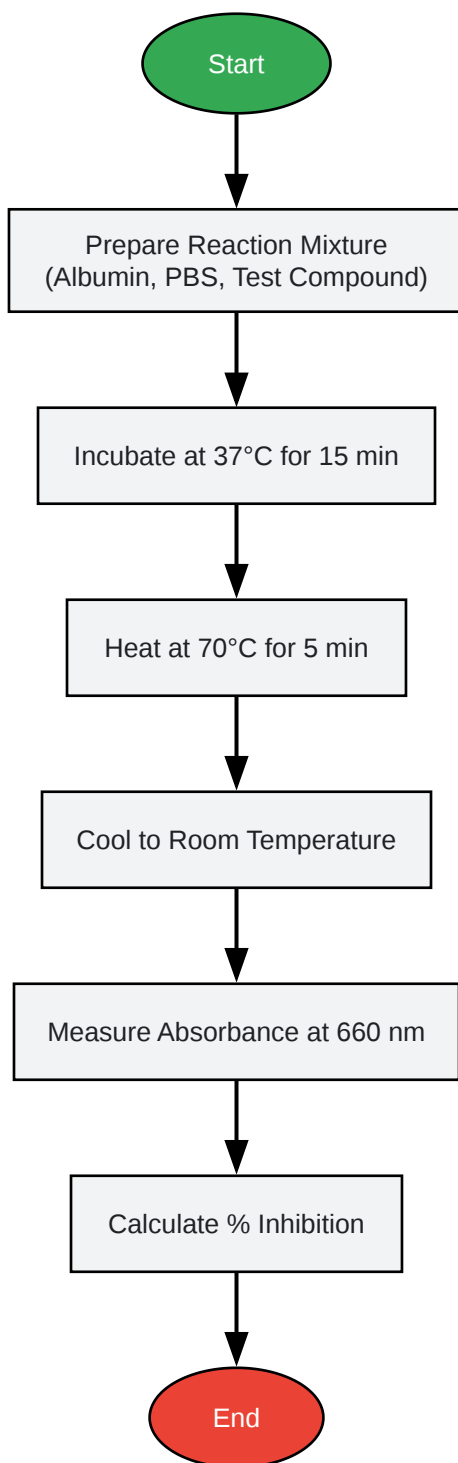 Start
Prepare Reaction Mixture
(Albumin, PBS, Test Compound)
Incubate at 37°C for 15 min
Heat at 70°C for 5 min
Cool to Room Temperature
Measure Absorbance at 660 nm
Calculate % Inhibition
End